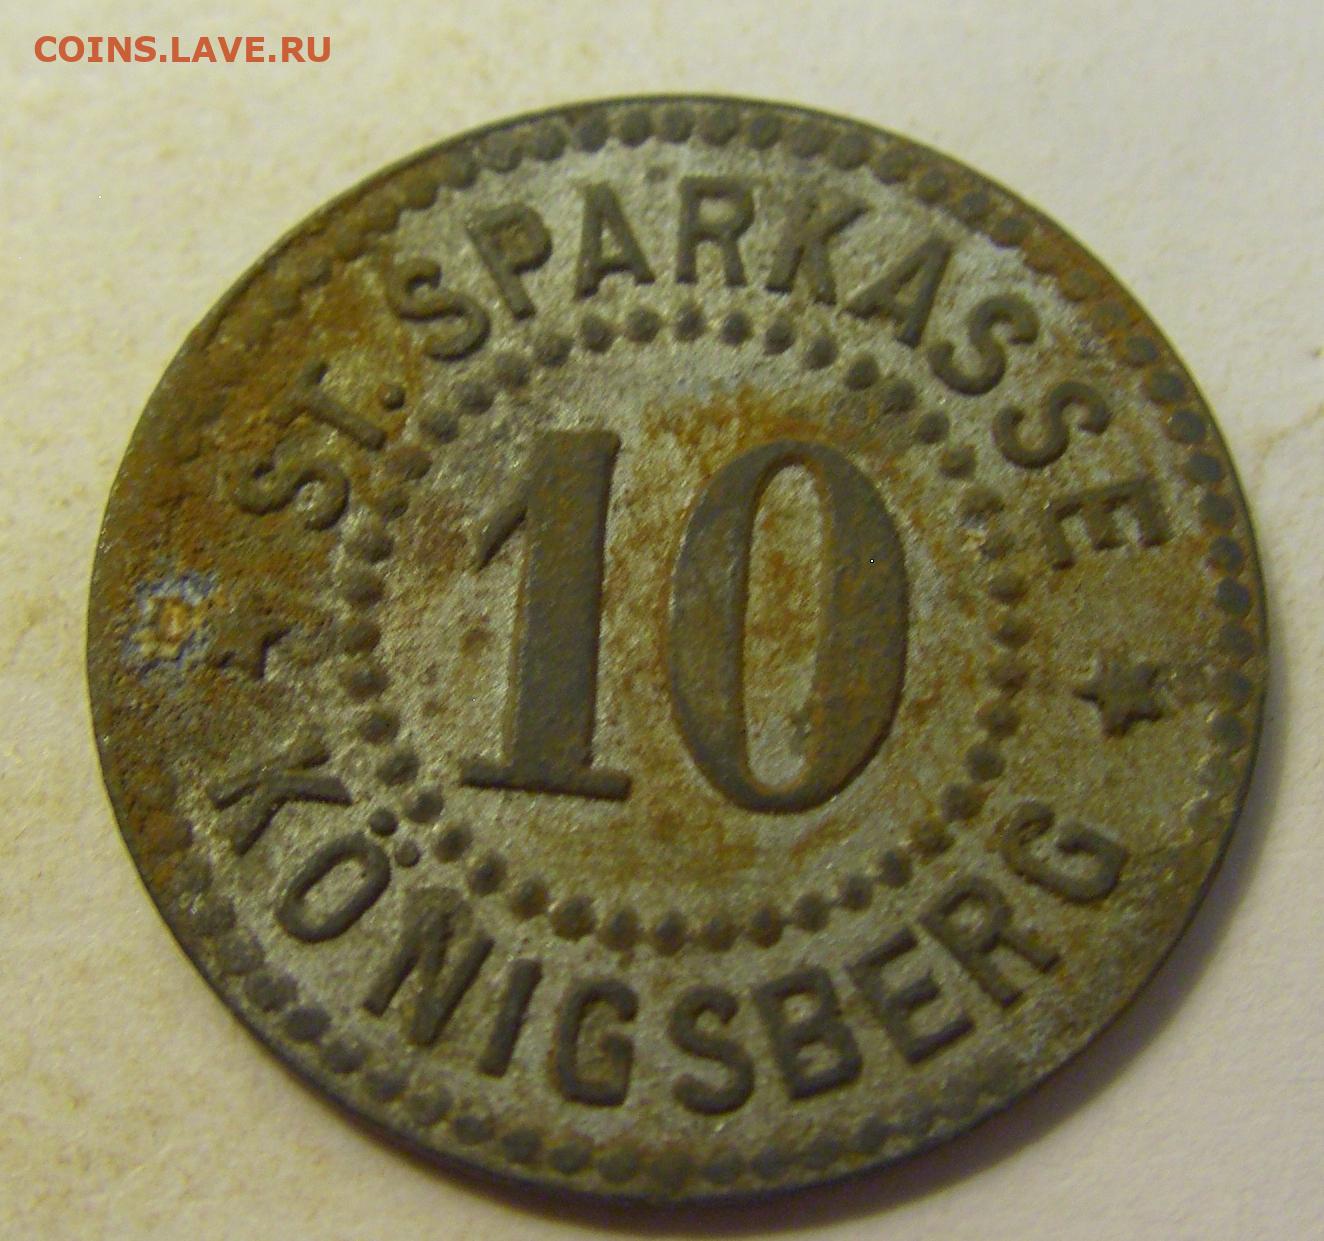 COINS.LAVE.RU
ST. SPARKASSE
10
KÖNIGSBERG